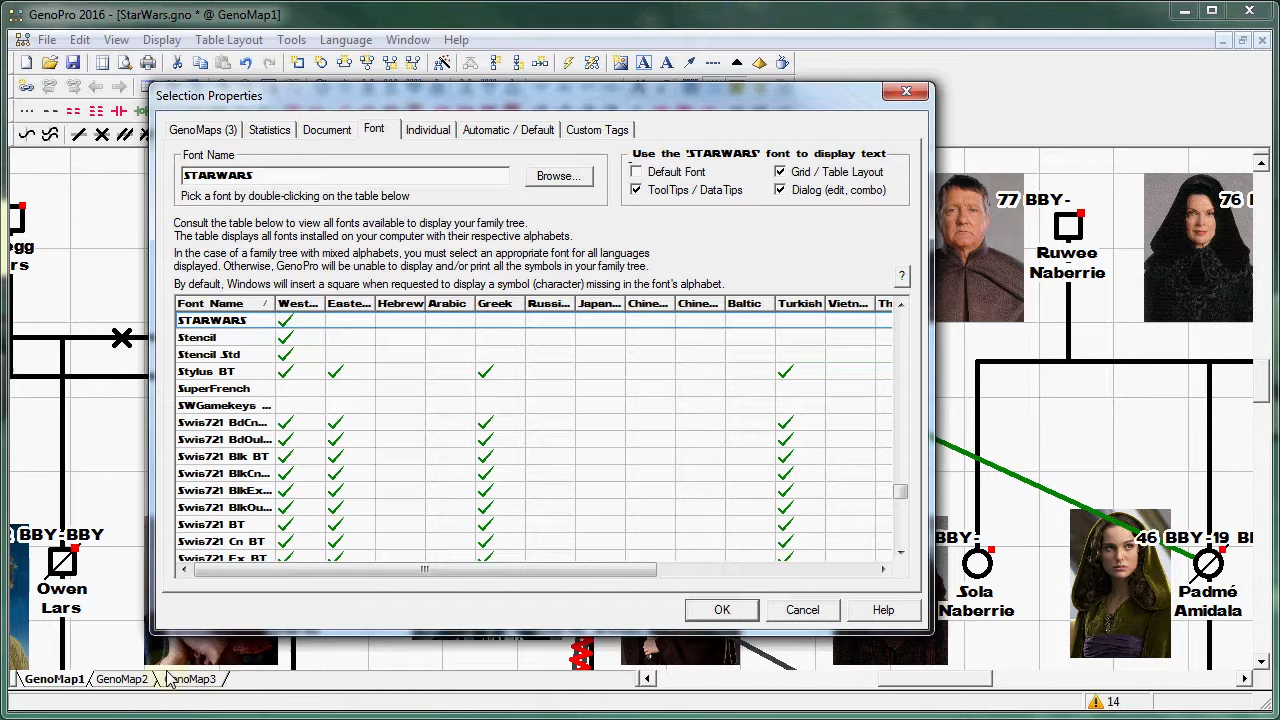 GenoPro 2016 - [StarWars.gno * @ GenoMap1]
File Edit View Display Table Layout Tools Language Window Help
Selection Properties
GenoMaps (3) Statistics Document Font Individual Automatic / Default Custom Tags
Font Name
STARWARS
Browse...
Pick a font by double-clicking on the table below
Use the 'STARWARS' font to display text
Default Font Grid / Table Layout
ToolTips / DataTips Dialog (edit, combo)
Consult the table below to view all fonts available to display your family tree.
The table displays all fonts installed on your computer with their respective alphabets.
In the case of a family tree with mixed alphabets, you must select an appropriate font for all languages
displayed. Otherwise, GenoPro will be unable to display and/or print all the symbols in your family tree.
By default, Windows will insert a square when requested to display a symbol (character) missing in the font's alphabet.
?
Font Name / West... Easte... Hebrew Arabic Greek Russi... Japan... Chine... Chine... Baltic Turkish Vietn... Th
STARWARS
Stencil
Stencil Std
Stylus BT
SuperFrench
SWGamekeys ...
Swis721 BdCn...
Swis721 BdOul...
Swis721 Blk BT
Swis721 BlkCn...
Swis721 BlkEx...
Swis721 BlkOu...
Swis721 BT
Swis721 Cn BT
Swis721 Ex BT
OK Cancel Help
77 BBY-
Ruwee
Naberrie
76 B
gg
rs
BBY-BBY
Owen
Lars
BBY-
Sola
Naberrie
46 BBY-19 B
Padmé
Amidala
GenoMap1 GenoMap2 GenoMap3
14